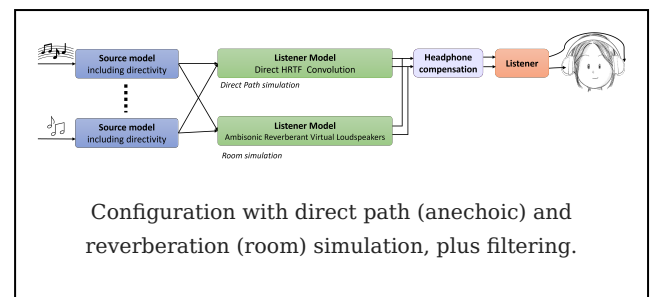 Source model
including directivity
Listener Model
Direct HRTF Convolution
Direct Path simulation
Headphone
compensation
Listener
Source model
including directivity
Listener Model
Ambisonic Reverberant Virtual Loudspeakers
Room simulation
Configuration with direct path (anechoic) and
reverberation (room) simulation, plus filtering.